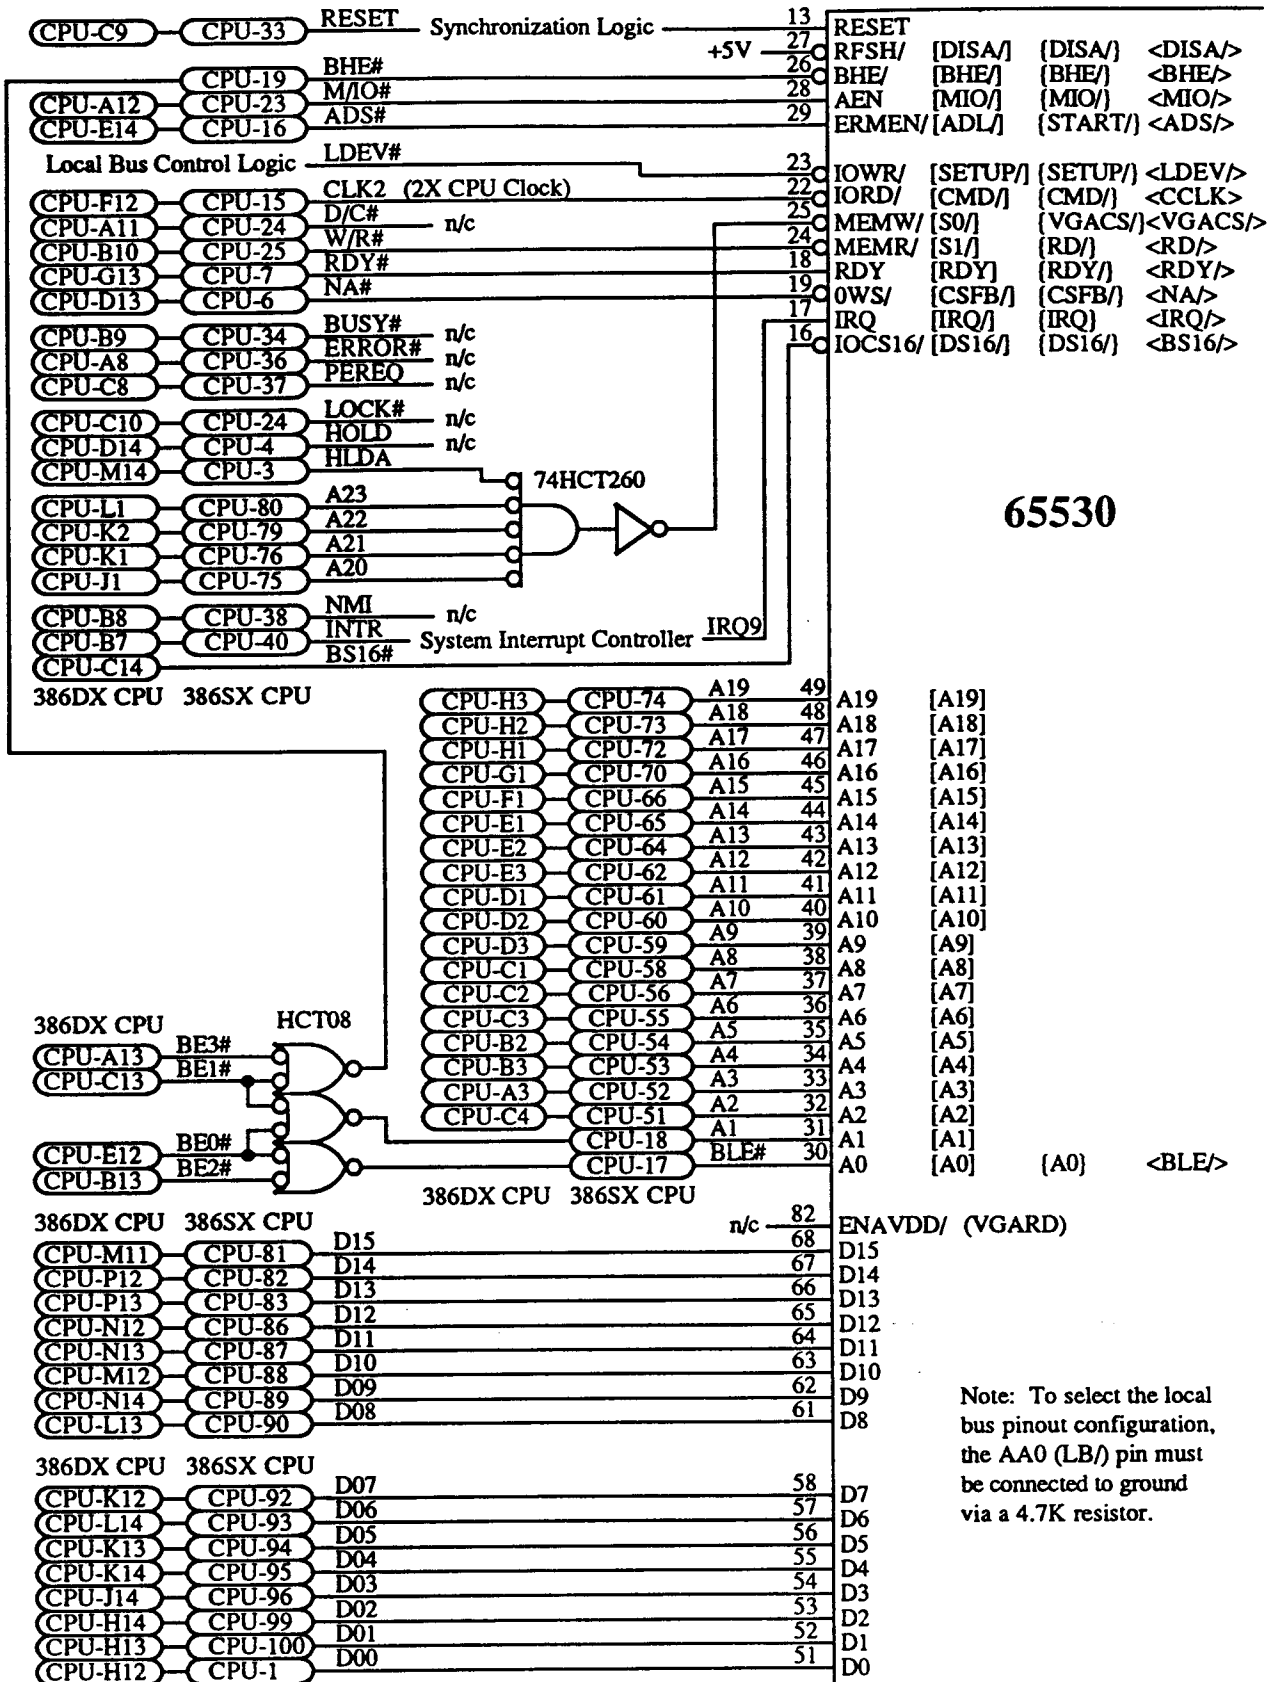 CPU-C9 CPU-33 RESET Synchronization Logic 13 RESET
+5V 27 RFSH/ [DISA/] {DISA/} <DISA/>
CPU-19 BHE# 26 BHE/ [BHE/] {BHE/} <BHE/>
CPU-A12 CPU-23 M/IO# 28 AEN [MIO/] {MIO/} <MIO/>
CPU-E14 CPU-16 ADS# 29 ERMEN/ [ADL/] {START/} <ADS/>
Local Bus Control Logic LDEV# 23 IOWR/ [SETUP/] {SETUP/} <LDEV/>
CPU-F12 CPU-15 CLK2 (2X CPU Clock) 22 IORD/ [CMD/] {CMD/} <CCLK>
CPU-A11 CPU-24 D/C# n/c 25 MEMW/ [S0/] {VGACS/} <VGACS/>
CPU-B10 CPU-25 W/R# 24 MEMR/ [S1/] {RD/} <RD/>
CPU-G13 CPU-7 RDY# 18 RDY [RDY] {RDY/} <RDY/>
CPU-D13 CPU-6 NA# 19 0WS/ [CSFB/] {CSFB/} <NA/>
17 IRQ [IRQ/] {IRQ} <IRQ/>
CPU-B9 CPU-34 BUSY# n/c 16 IOCS16/ [DS16/] {DS16/} <BS16/>
CPU-A8 CPU-36 ERROR# n/c
CPU-C8 CPU-37 PEREQ n/c
CPU-C10 CPU-24 LOCK# n/c
CPU-D14 CPU-4 HOLD n/c
CPU-M14 CPU-3 HLDA
74HCT260
CPU-L1 CPU-80 A23
65530
CPU-K2 CPU-79 A22
CPU-K1 CPU-76 A21
CPU-J1 CPU-75 A20
CPU-B8 CPU-38 NMI n/c
CPU-B7 CPU-40 INTR System Interrupt Controller IRQ9
CPU-C14 BS16#
386DX CPU 386SX CPU
CPU-H3 CPU-74 A19 49 A19 [A19]
CPU-H2 CPU-73 A18 48 A18 [A18]
CPU-H1 CPU-72 A17 47 A17 [A17]
CPU-G1 CPU-70 A16 46 A16 [A16]
CPU-F1 CPU-66 A15 45 A15 [A15]
CPU-E1 CPU-65 A14 44 A14 [A14]
CPU-E2 CPU-64 A13 43 A13 [A13]
CPU-E3 CPU-62 A12 42 A12 [A12]
CPU-D1 CPU-61 A11 41 A11 [A11]
CPU-D2 CPU-60 A10 40 A10 [A10]
CPU-D3 CPU-59 A9 39 A9 [A9]
CPU-C1 CPU-58 A8 38 A8 [A8]
CPU-C2 CPU-56 A7 37 A7 [A7]
CPU-C3 CPU-55 A6 36 A6 [A6]
CPU-B2 CPU-54 A5 35 A5 [A5]
CPU-B3 CPU-53 A4 34 A4 [A4]
CPU-A3 CPU-52 A3 33 A3 [A3]
CPU-C4 CPU-51 A2 32 A2 [A2]
CPU-18 A1 31 A1 [A1]
CPU-17 BLE# 30 A0 [A0] {A0} <BLE/>
386DX CPU 386SX CPU
386DX CPU HCT08
CPU-A13 BE3#
CPU-C13 BE1#
CPU-E12 BE0#
CPU-B13 BE2#
386DX CPU 386SX CPU
n/c 82 ENAVDD/ (VGARD)
CPU-M11 CPU-81 D15 68 D15
CPU-P12 CPU-82 D14 67 D14
CPU-P13 CPU-83 D13 66 D13
CPU-N12 CPU-86 D12 65 D12
CPU-N13 CPU-87 D11 64 D11
CPU-M12 CPU-88 D10 63 D10
CPU-N14 CPU-89 D09 62 D9
CPU-L13 CPU-90 D08 61 D8
386DX CPU 386SX CPU
CPU-K12 CPU-92 D07 58 D7
CPU-L14 CPU-93 D06 57 D6
CPU-K13 CPU-94 D05 56 D5
CPU-K14 CPU-95 D04 55 D4
CPU-J14 CPU-96 D03 54 D3
CPU-H14 CPU-99 D02 53 D2
CPU-H13 CPU-100 D01 52 D1
CPU-H12 CPU-1 D00 51 D0
Note: To select the local
bus pinout configuration,
the AA0 (LB/) pin must
be connected to ground
via a 4.7K resistor.